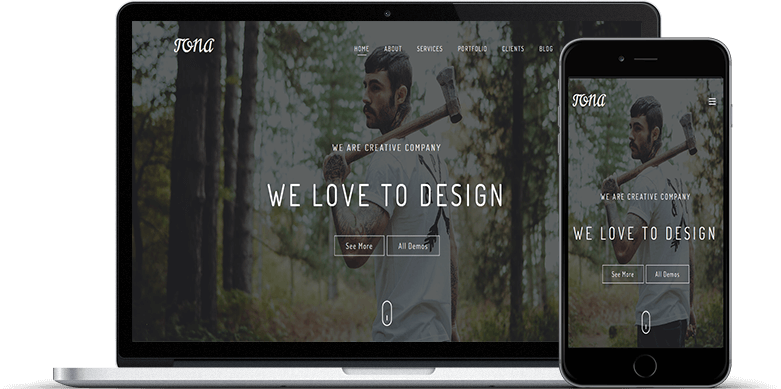 TONA
HOME ABOUT SERVICES PORTFOLIO CLIENTS BLOG
WE ARE CREATIVE COMPANY
WE LOVE TO DESIGN
See More All Demos
TONA
WE ARE CREATIVE COMPANY
WE LOVE TO DESIGN
See More All Demos